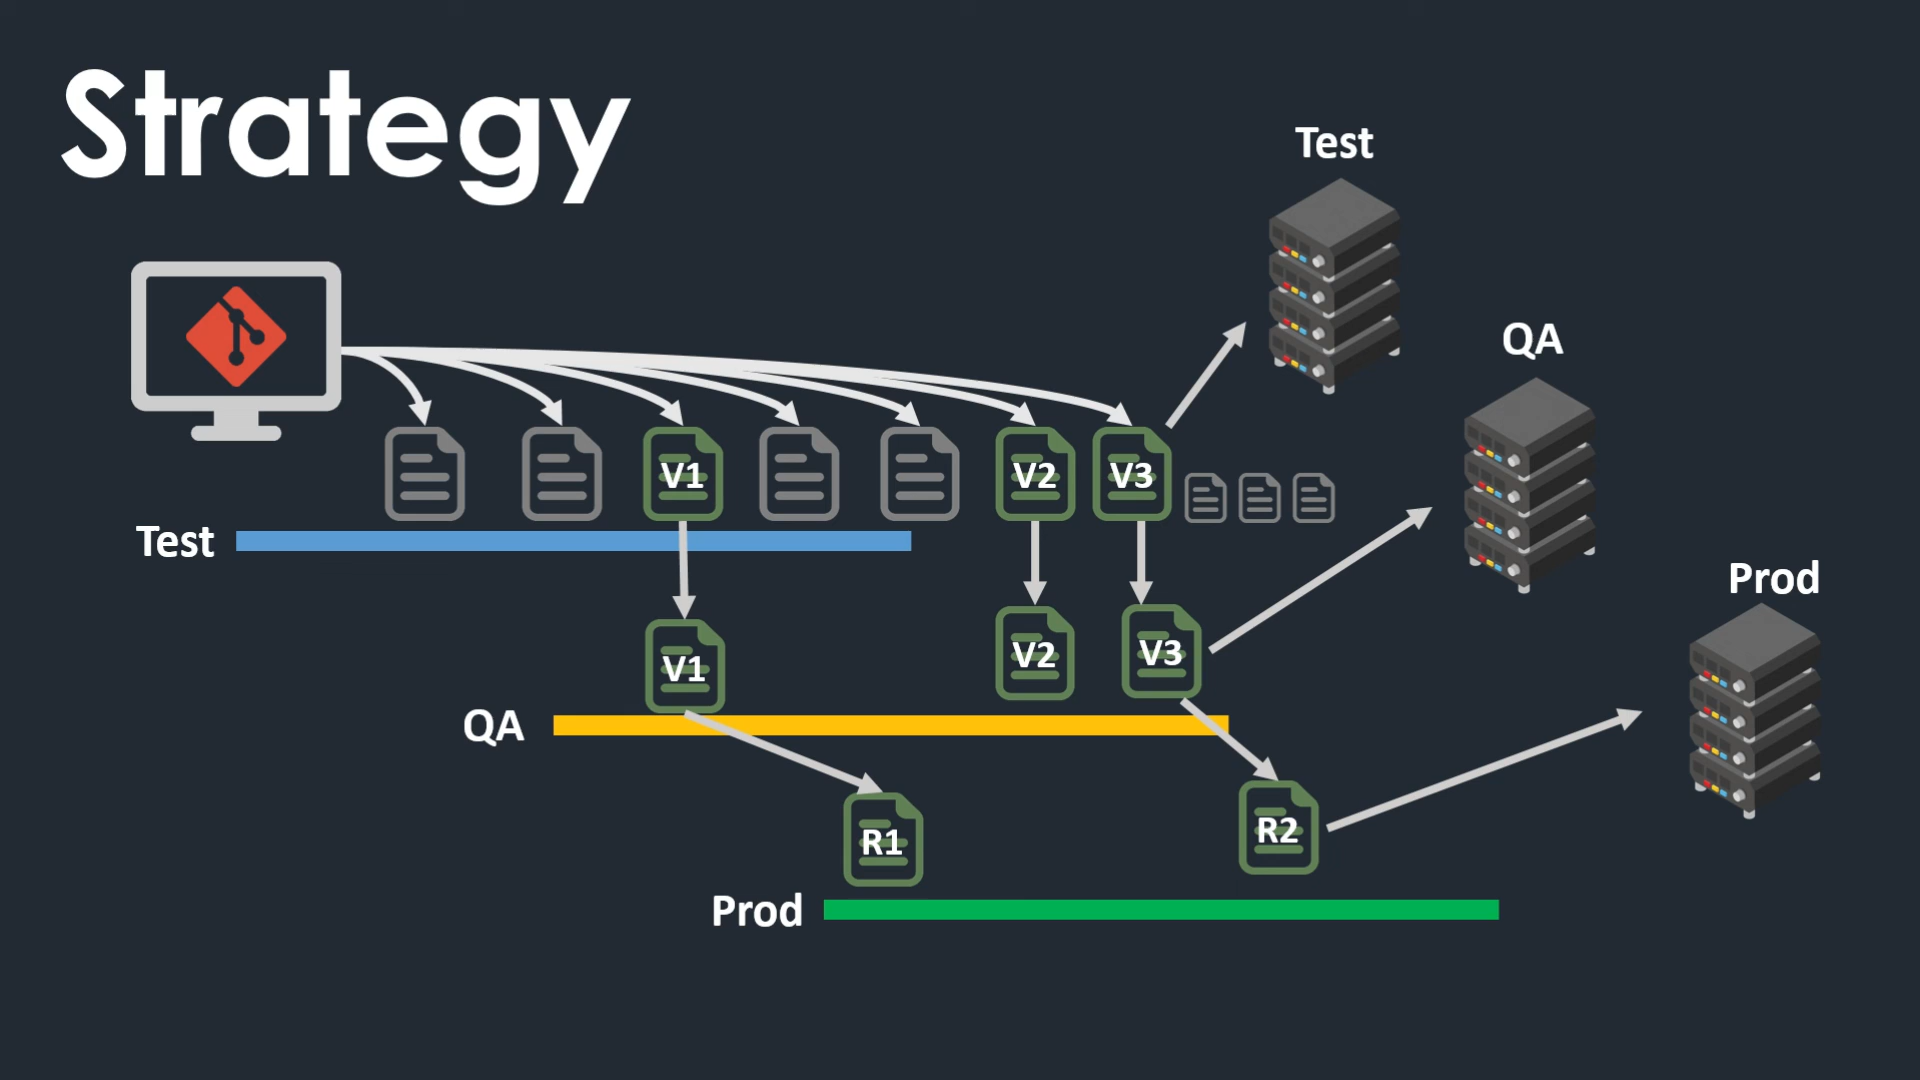 Strategy
Test
QA
V1
V2
V3
Test
Prod
V1
V2
V3
QA
R1
R2
Prod